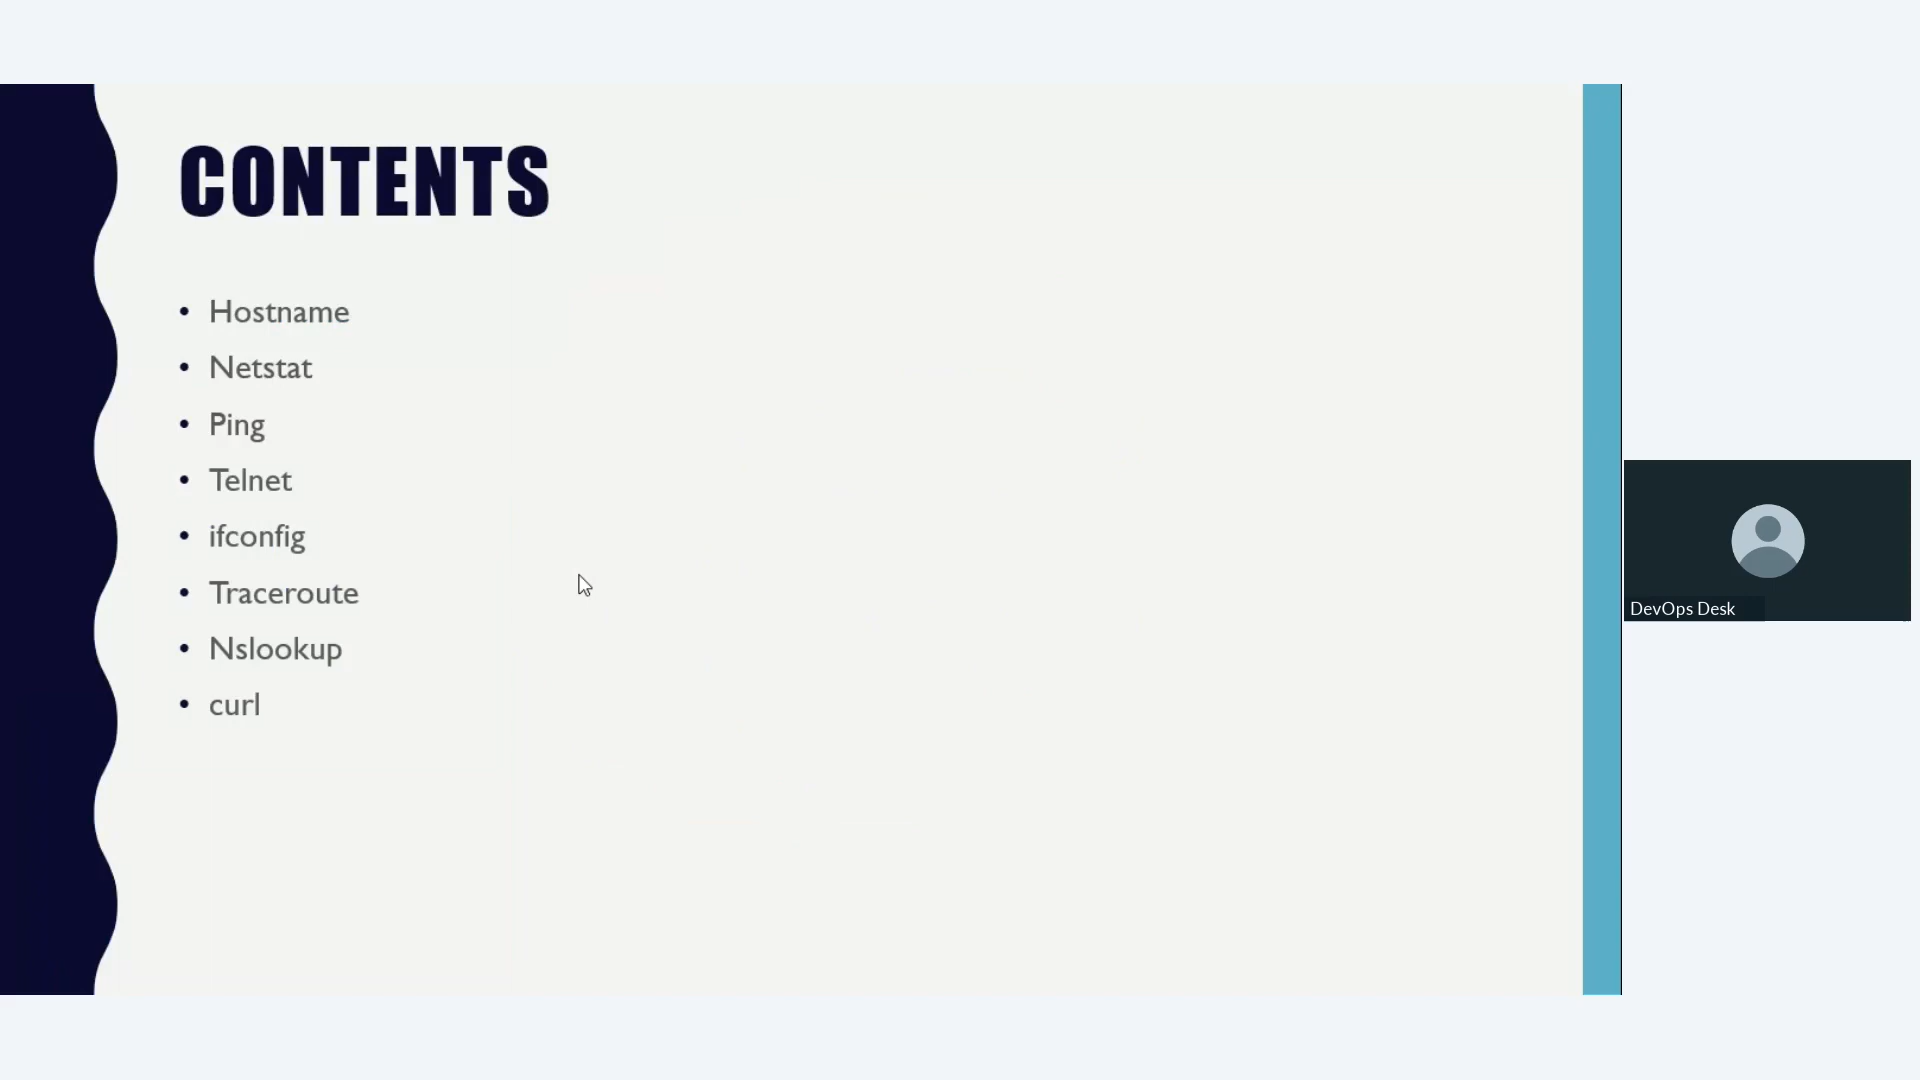 CONTENTS
• Hostname
• Netstat
• Ping
• Telnet
• ifconfig
• Traceroute
• Nslookup
• curl
DevOps Desk